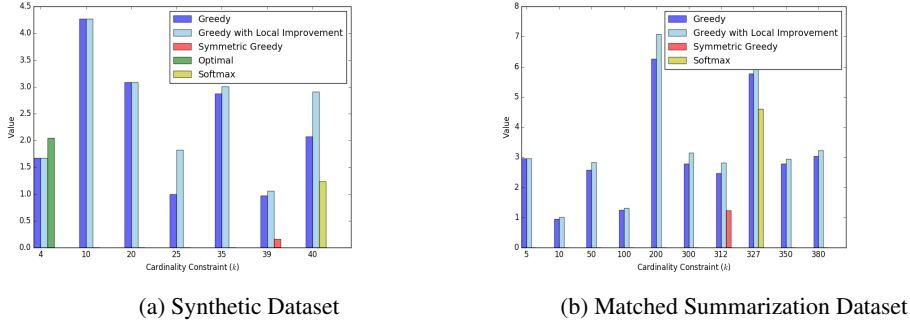 4.5
4.0
3.5
3.0
2.5
2.0
1.5
1.0
0.5
0.0
Value
Greedy
Greedy with Local Improvement
Symmetric Greedy
Optimal
Softmax
4 10 20 25 35 39 40
Cardinality Constraint (k)
(a) Synthetic Dataset
8
7
6
5
4
3
2
1
0
Value
Greedy
Greedy with Local Improvement
Symmetric Greedy
Softmax
5 10 50 100 200 300 312 327 350 380
Cardinality Constraint (k)
(b) Matched Summarization Dataset